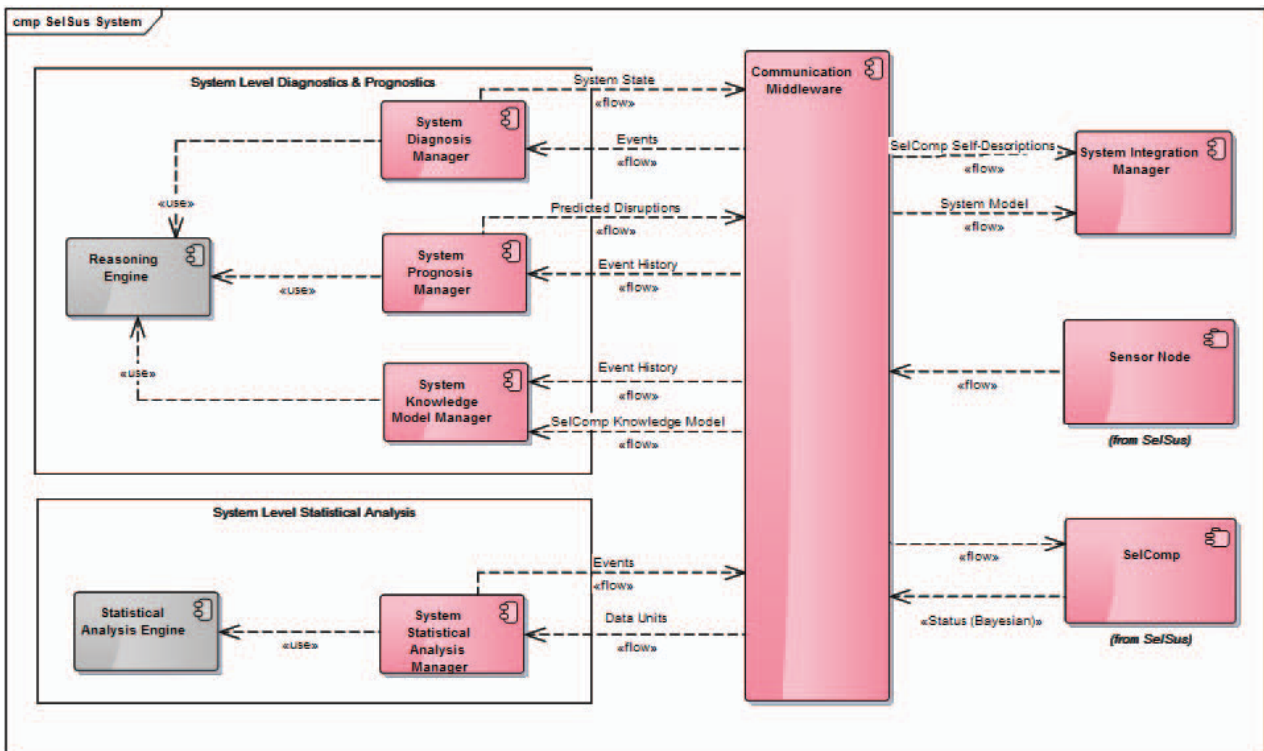 cmp SelSus System
System Level Diagnostics & Prognostics
System State
«flow»
Communication
Middleware
System
Diagnosis
Manager
Events
«flow»
SelComp Self-Descriptions
«flow»
System Integration
Manager
«use»
Predicted Disruptions
«flow»
System Model
«flow»
Reasoning
Engine
System
Prognosis
Manager
«use»
Event History
«flow»
Sensor Node
«flow»
(from SelSus)
«use»
System
Knowledge
Model Manager
Event History
«flow»
SelComp Knowledge Model
«flow»
System Level Statistical Analysis
Events
«flow»
«flow»
SelComp
Statistical
Analysis Engine
«use»
System
Statistical
Analysis
Manager
Data Units
«flow»
«Status (Bayesian)»
(from SelSus)